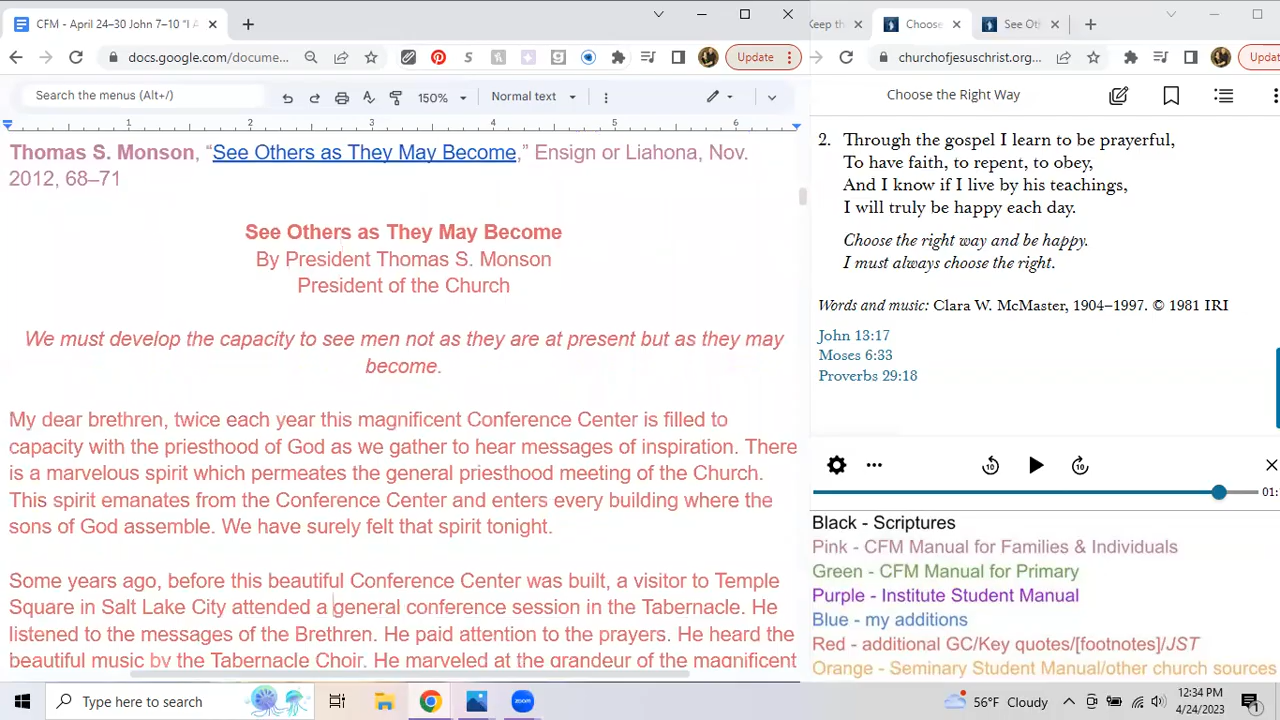 CFM - April 24–30 John 7–10 "I A
Keep th
Choose
See Oth
docs.google.com/docume...
Update
churchofjesuschrist.org...
Updat
Search the menus (Alt+/)
150%
Normal text
Choose the Right Way
1 2 3 4 5 6
Thomas S. Monson, “See Others as They May Become,” Ensign or Liahona, Nov.
2012, 68–71
See Others as They May Become
By President Thomas S. Monson
President of the Church
We must develop the capacity to see men not as they are at present but as they may
become.
My dear brethren, twice each year this magnificent Conference Center is filled to
capacity with the priesthood of God as we gather to hear messages of inspiration. There
is a marvelous spirit which permeates the general priesthood meeting of the Church.
This spirit emanates from the Conference Center and enters every building where the
sons of God assemble. We have surely felt that spirit tonight.
Some years ago, before this beautiful Conference Center was built, a visitor to Temple
Square in Salt Lake City attended a general conference session in the Tabernacle. He
listened to the messages of the Brethren. He paid attention to the prayers. He heard the
beautiful music by the Tabernacle Choir. He marveled at the grandeur of the magnificent
2. Through the gospel I learn to be prayerful,
To have faith, to repent, to obey,
And I know if I live by his teachings,
I will truly be happy each day.
Choose the right way and be happy.
I must always choose the right.
Words and music: Clara W. McMaster, 1904–1997. © 1981 IRI
John 13:17
Moses 6:33
Proverbs 29:18
10
10
01:
Black - Scriptures
Pink - CFM Manual for Families & Individuals
Green - CFM Manual for Primary
Purple - Institute Student Manual
Blue - my additions
Red - additional GC/Key quotes/[footnotes]/JST
Orange - Seminary Student Manual/other church sources
Type here to search
zoom
56°F Cloudy
12:34 PM
4/24/2023
1